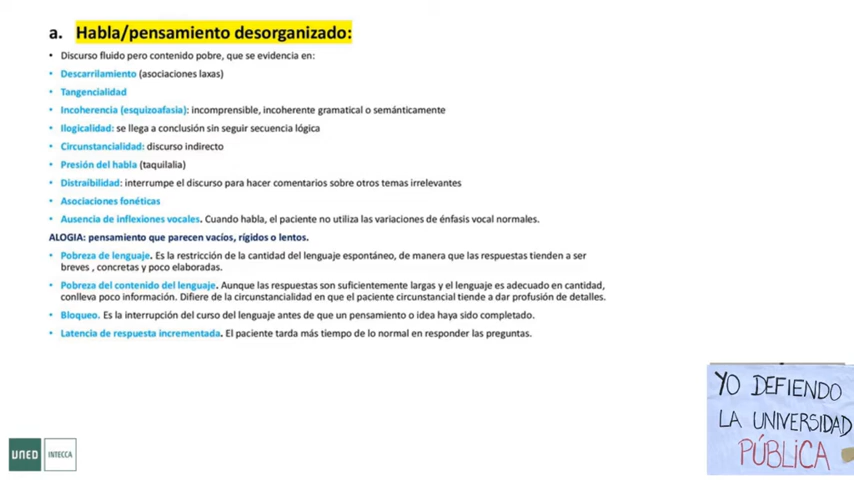 a. Habla/pensamiento desorganizado:
• Discurso fluido pero contenido pobre, que se evidencia en:
• Descarrilamiento (asociaciones laxas)
• Tangencialidad
• Incoherencia (esquizoafasia): incomprensible, incoherente gramatical o semánticamente
• Ilogicalidad: se llega a conclusión sin seguir secuencia lógica
• Circunstancialidad: discurso indirecto
• Presión del habla (taquilalia)
• Distraíbilidad: interrumpe el discurso para hacer comentarios sobre otros temas irrelevantes
• Asociaciones fonéticas
• Ausencia de inflexiones vocales. Cuando habla, el paciente no utiliza las variaciones de énfasis vocal normales.
ALOGIA: pensamiento que parecen vacíos, rígidos o lentos.
• Pobreza de lenguaje. Es la restricción de la cantidad del lenguaje espontáneo, de manera que las respuestas tienden a ser
breves , concretas y poco elaboradas.
• Pobreza del contenido del lenguaje. Aunque las respuestas son suficientemente largas y el lenguaje es adecuado en cantidad,
conlleva poco información. Difiere de la circunstancialidad en que el paciente circunstancial tiende a dar profusión de detalles.
• Bloqueo. Es la interrupción del curso del lenguaje antes de que un pensamiento o idea haya sido completado.
• Latencia de respuesta incrementada. El paciente tarda más tiempo de lo normal en responder las preguntas.
YO DEFIENDO
LA UNIVERSIDAD
PÚBLICA
UNED INTECCA